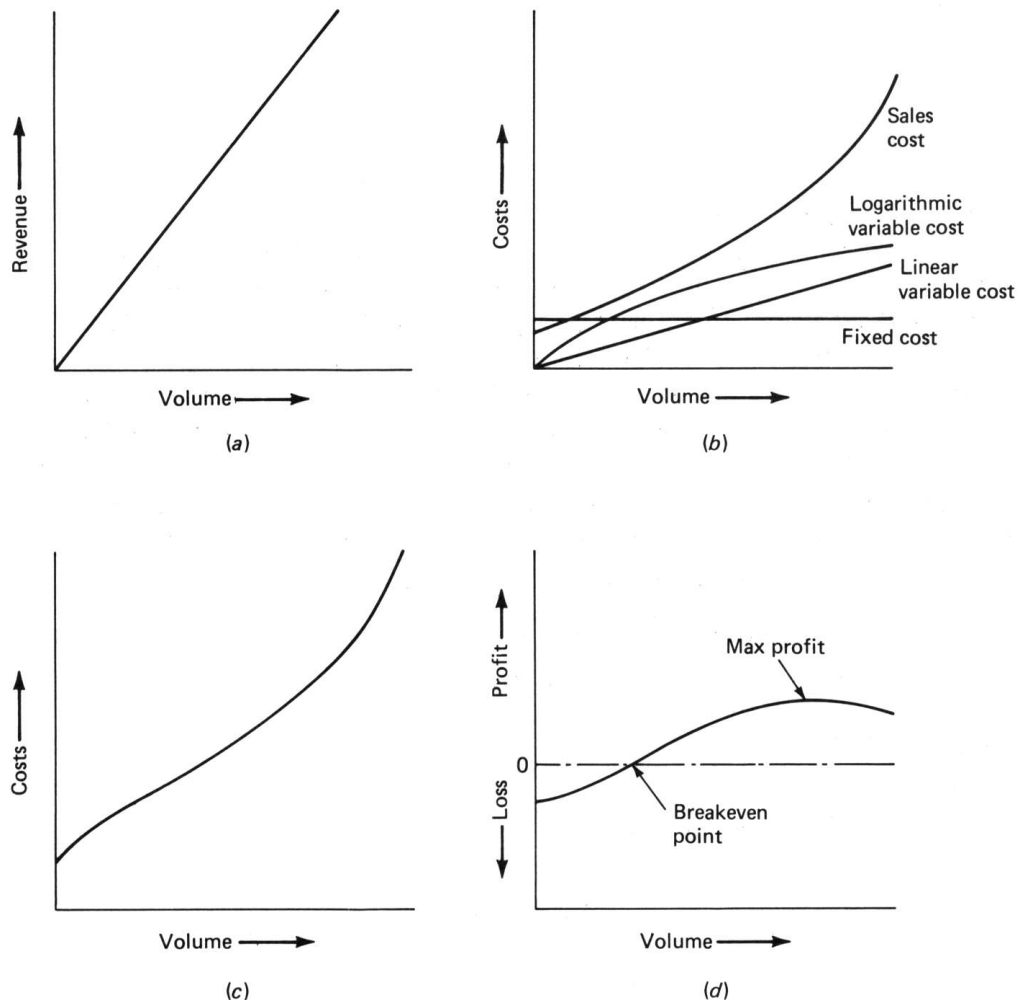 Revenue
Volume
(a)
Costs
Sales
cost
Logarithmic
variable cost
Linear
variable cost
Fixed cost
Volume
(b)
Costs
Volume
(c)
Profit
Loss
0
Max profit
Breakeven
point
Volume
(d)